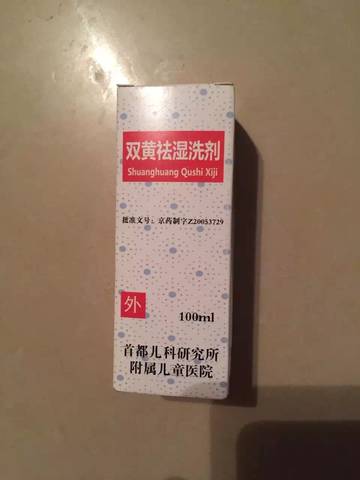 双黄祛湿洗剂
Shuanghuang Qushi Xiji
批准文号：京药制字Z20053729
外
100ml
首都儿科研究所
附属儿童医院